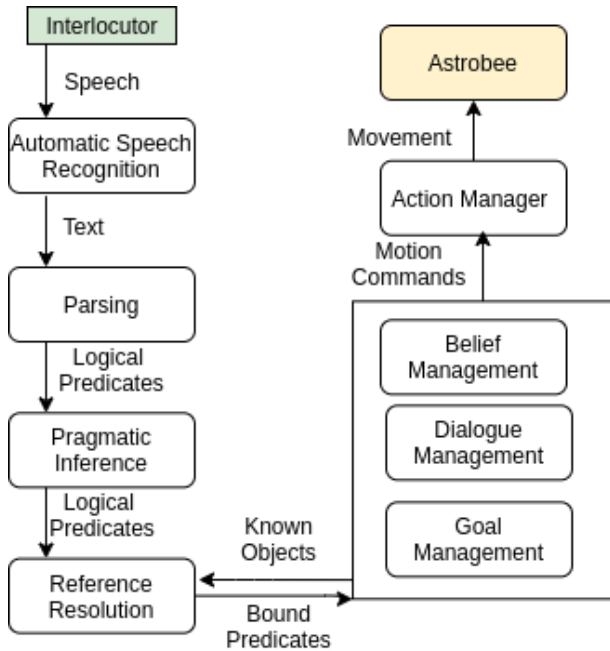 Interlocutor
Speech
Automatic Speech
Recognition
Text
Parsing
Logical
Predicates
Pragmatic
Inference
Logical
Predicates
Reference
Resolution
Known
Objects
Bound
Predicates
Astrobee
Movement
Action Manager
Motion
Commands
Belief
Management
Dialogue
Management
Goal
Management